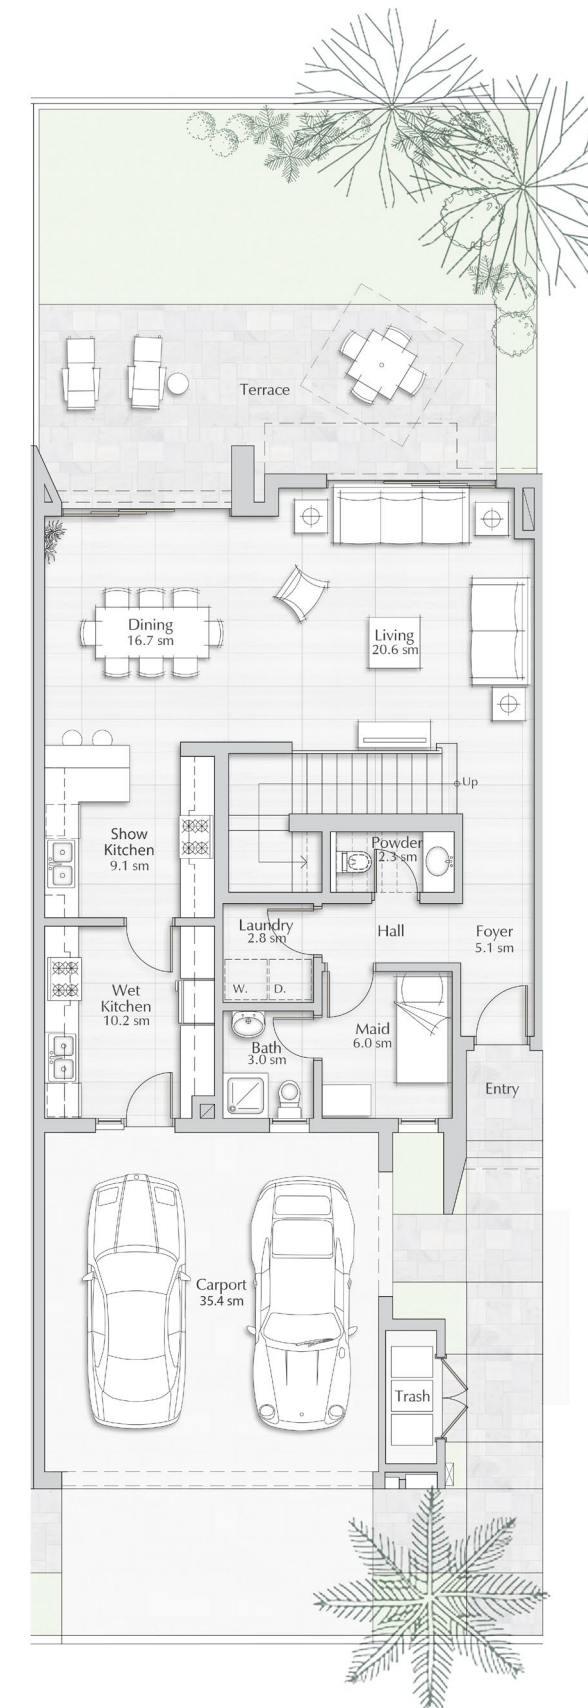 Terrace
Dining
16.7 sm
Living
20.6 sm
Up
Show
Kitchen
9.1 sm
Powder
2.3 sm
Laundry
2.8 sm
Hall
Foyer
5.1 sm
W.
D.
Wet
Kitchen
10.2 sm
Maid
6.0 sm
Bath
3.0 sm
Entry
Carport
35.4 sm
Trash